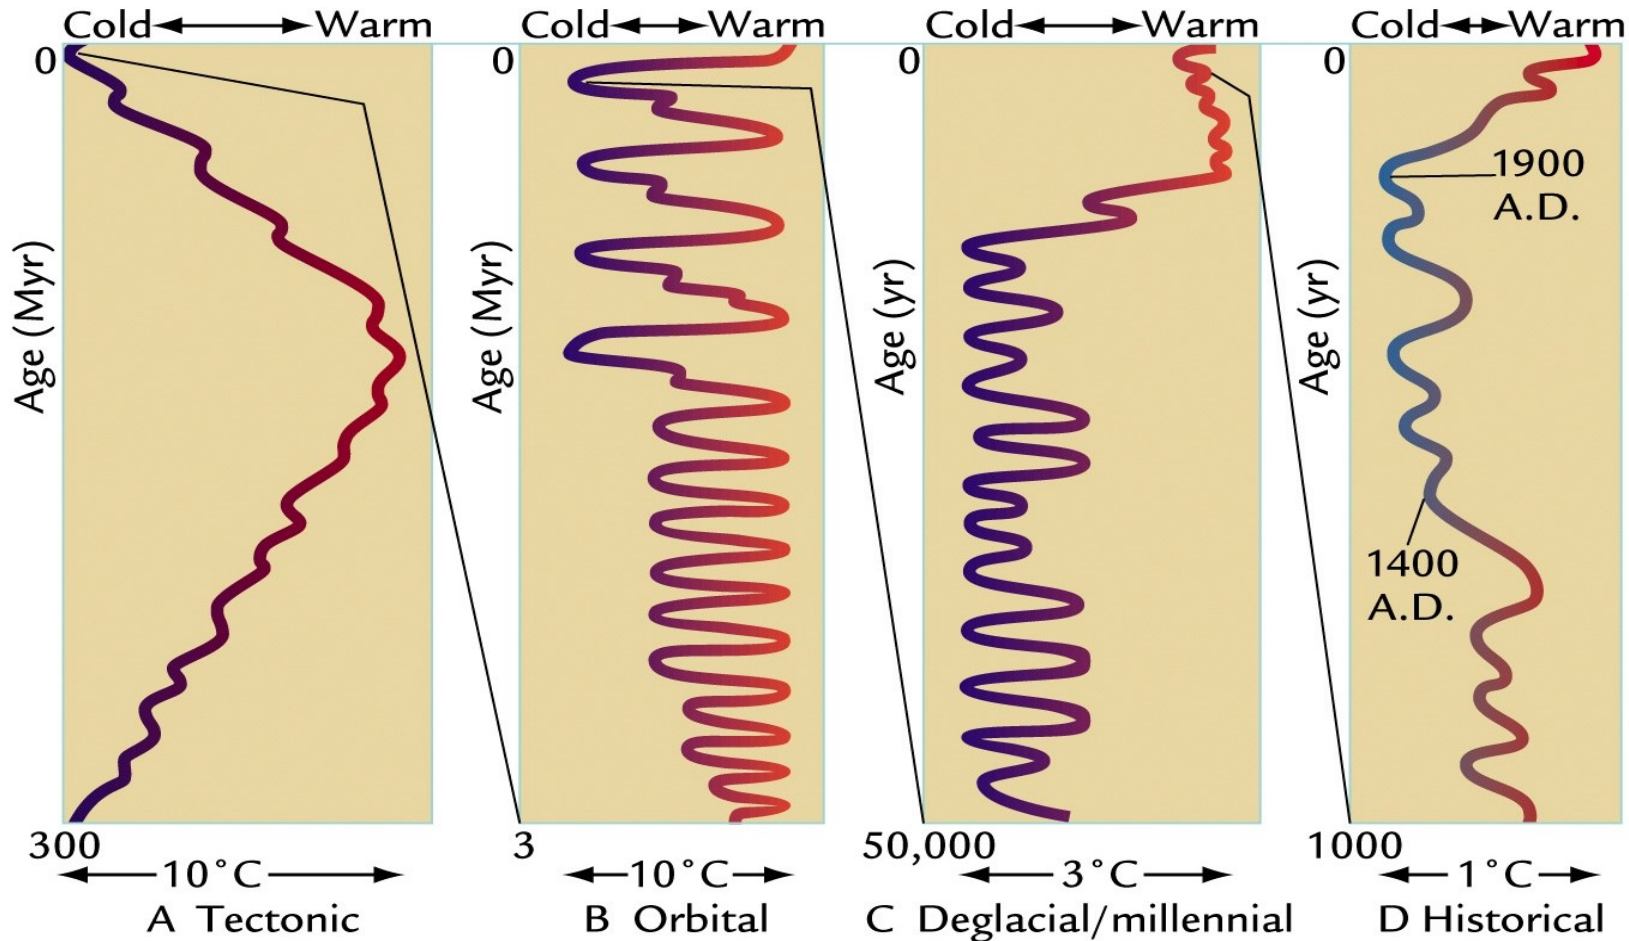 Cold Warm Cold Warm Cold Warm Cold Warm
0 0 0 0
1900
A.D.
Age (Myr) Age (Myr) Age (yr) Age (yr)
1400
A.D.
300 3 50,000 1000
10°C 10°C 3°C 1°C
A Tectonic B Orbital C Deglacial/millennial D Historical